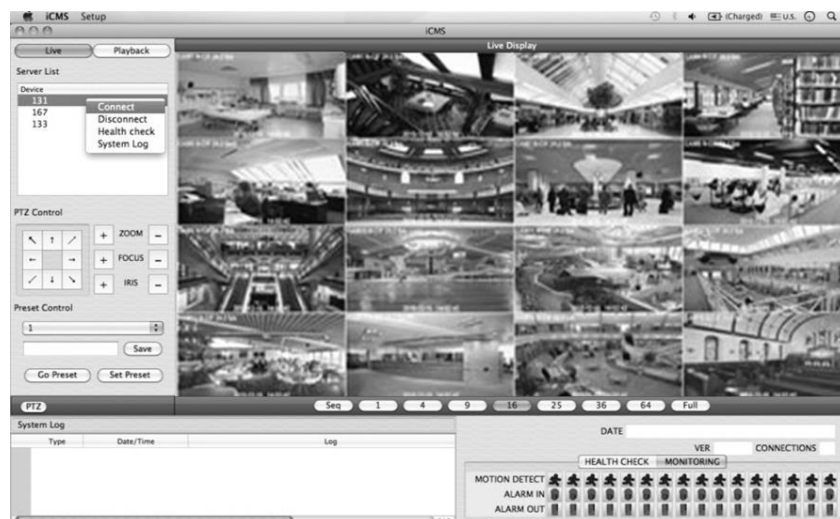 iCMS Setup
(Charged) U.S.
iCMS
Live Playback
Live Display
Server List
Device
131
167
133
Connect
Disconnect
Health check
System Log
PTZ Control
ZOOM
FOCUS
IRIS
Preset Control
1
Save
Go Preset Set Preset
PTZ
Seq 1 4 9 16 25 36 64 Full
System Log
Type Date/Time Log
DATE
VER CONNECTIONS
HEALTH CHECK MONITORING
MOTION DETECT
ALARM IN
ALARM OUT